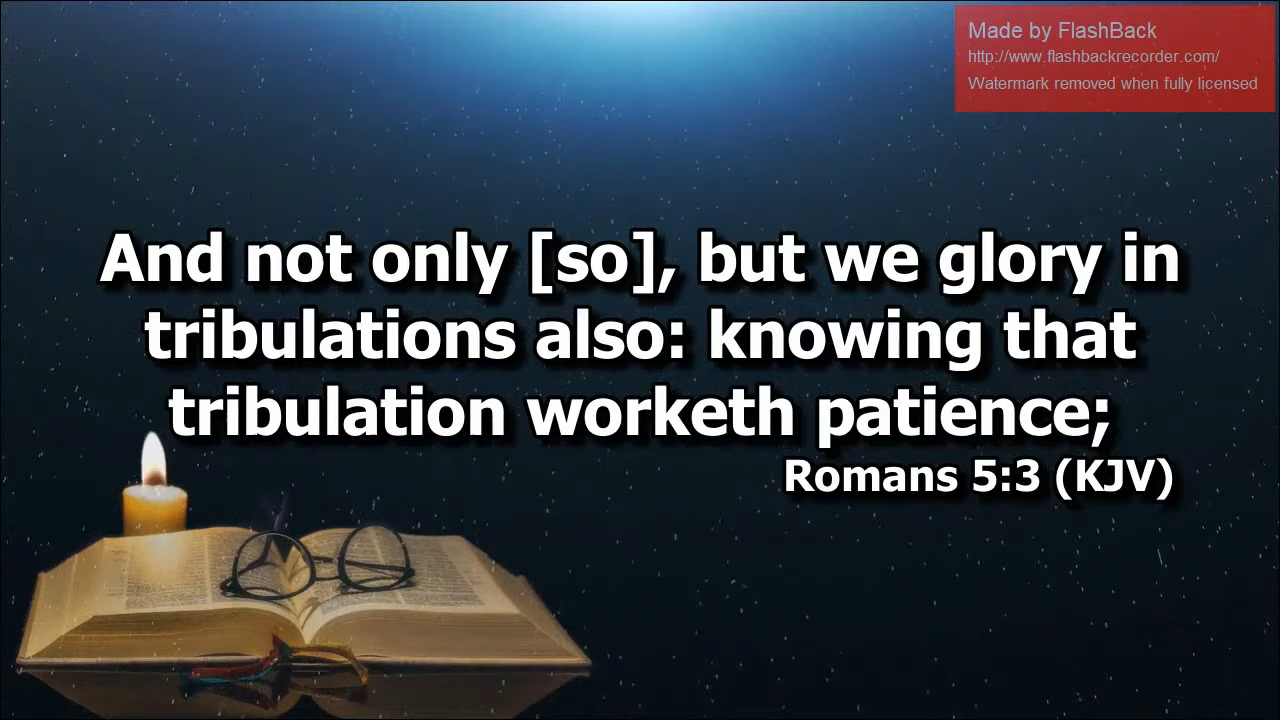 Made by FlashBack
http://www.flashbackrecorder.com/
Watermark removed when fully licensed
And not only [so], but we glory in
tribulations also: knowing that
tribulation worketh patience;
Romans 5:3 (KJV)